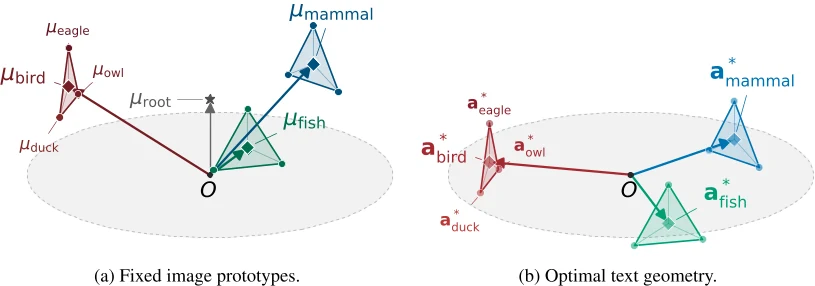 μmammal
μeagle
μbird
μowl
μroot
μfish
μduck
O
a*mammal
a*eagle
a*bird
a*owl
a*fish
a*duck
O
(a) Fixed image prototypes.
(b) Optimal text geometry.